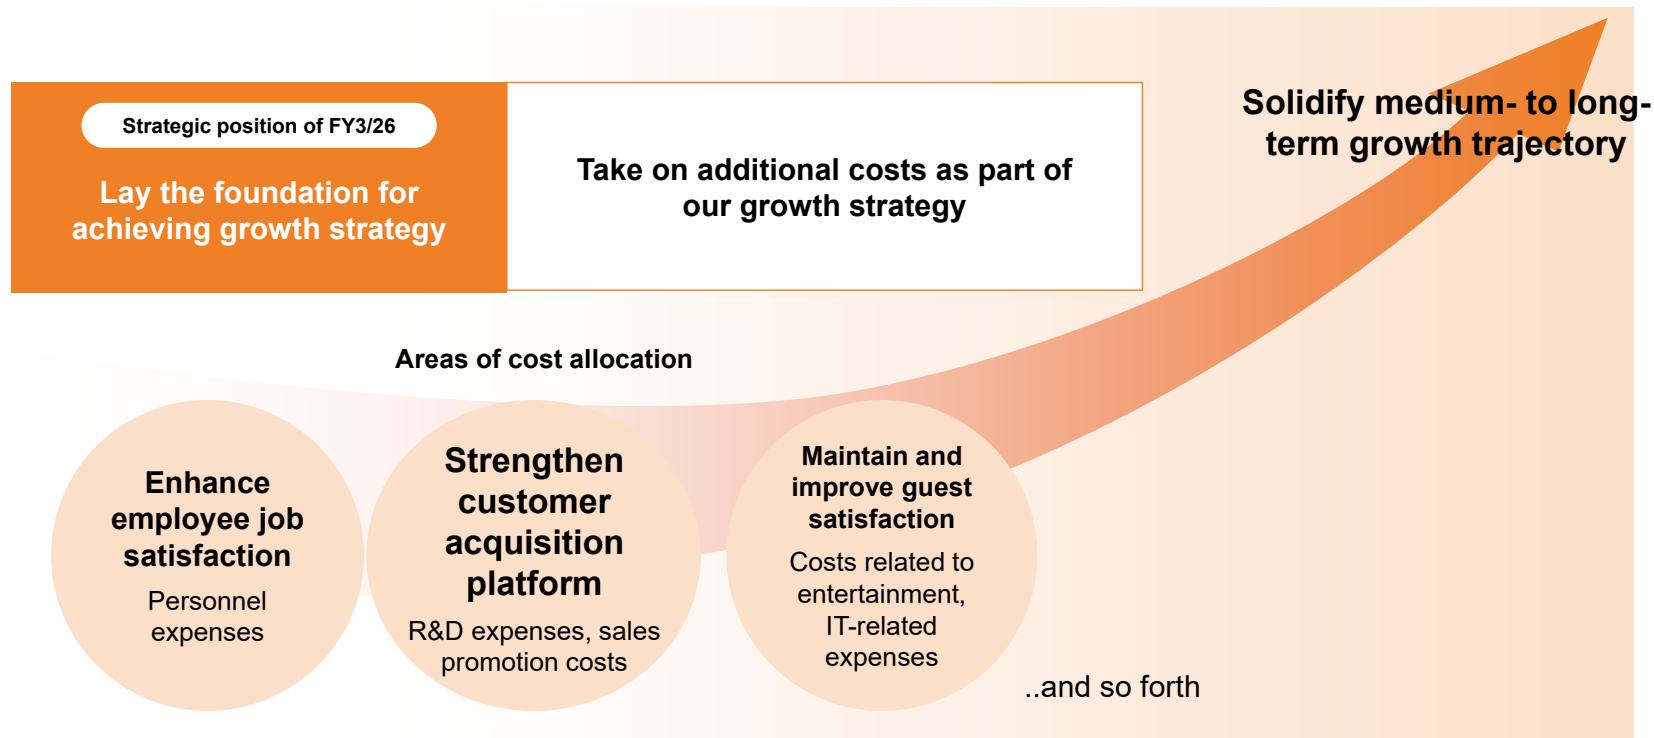 Strategic position of FY3/26
Lay the foundation for
achieving growth strategy
Take on additional costs as part of
our growth strategy
Solidify medium- to long-
term growth trajectory
Areas of cost allocation
Enhance
employee job
satisfaction
Personnel
expenses
Strengthen
customer
acquisition
platform
R&D expenses, sales
promotion costs
Maintain and
improve guest
satisfaction
Costs related to
entertainment,
IT-related
expenses
..and so forth